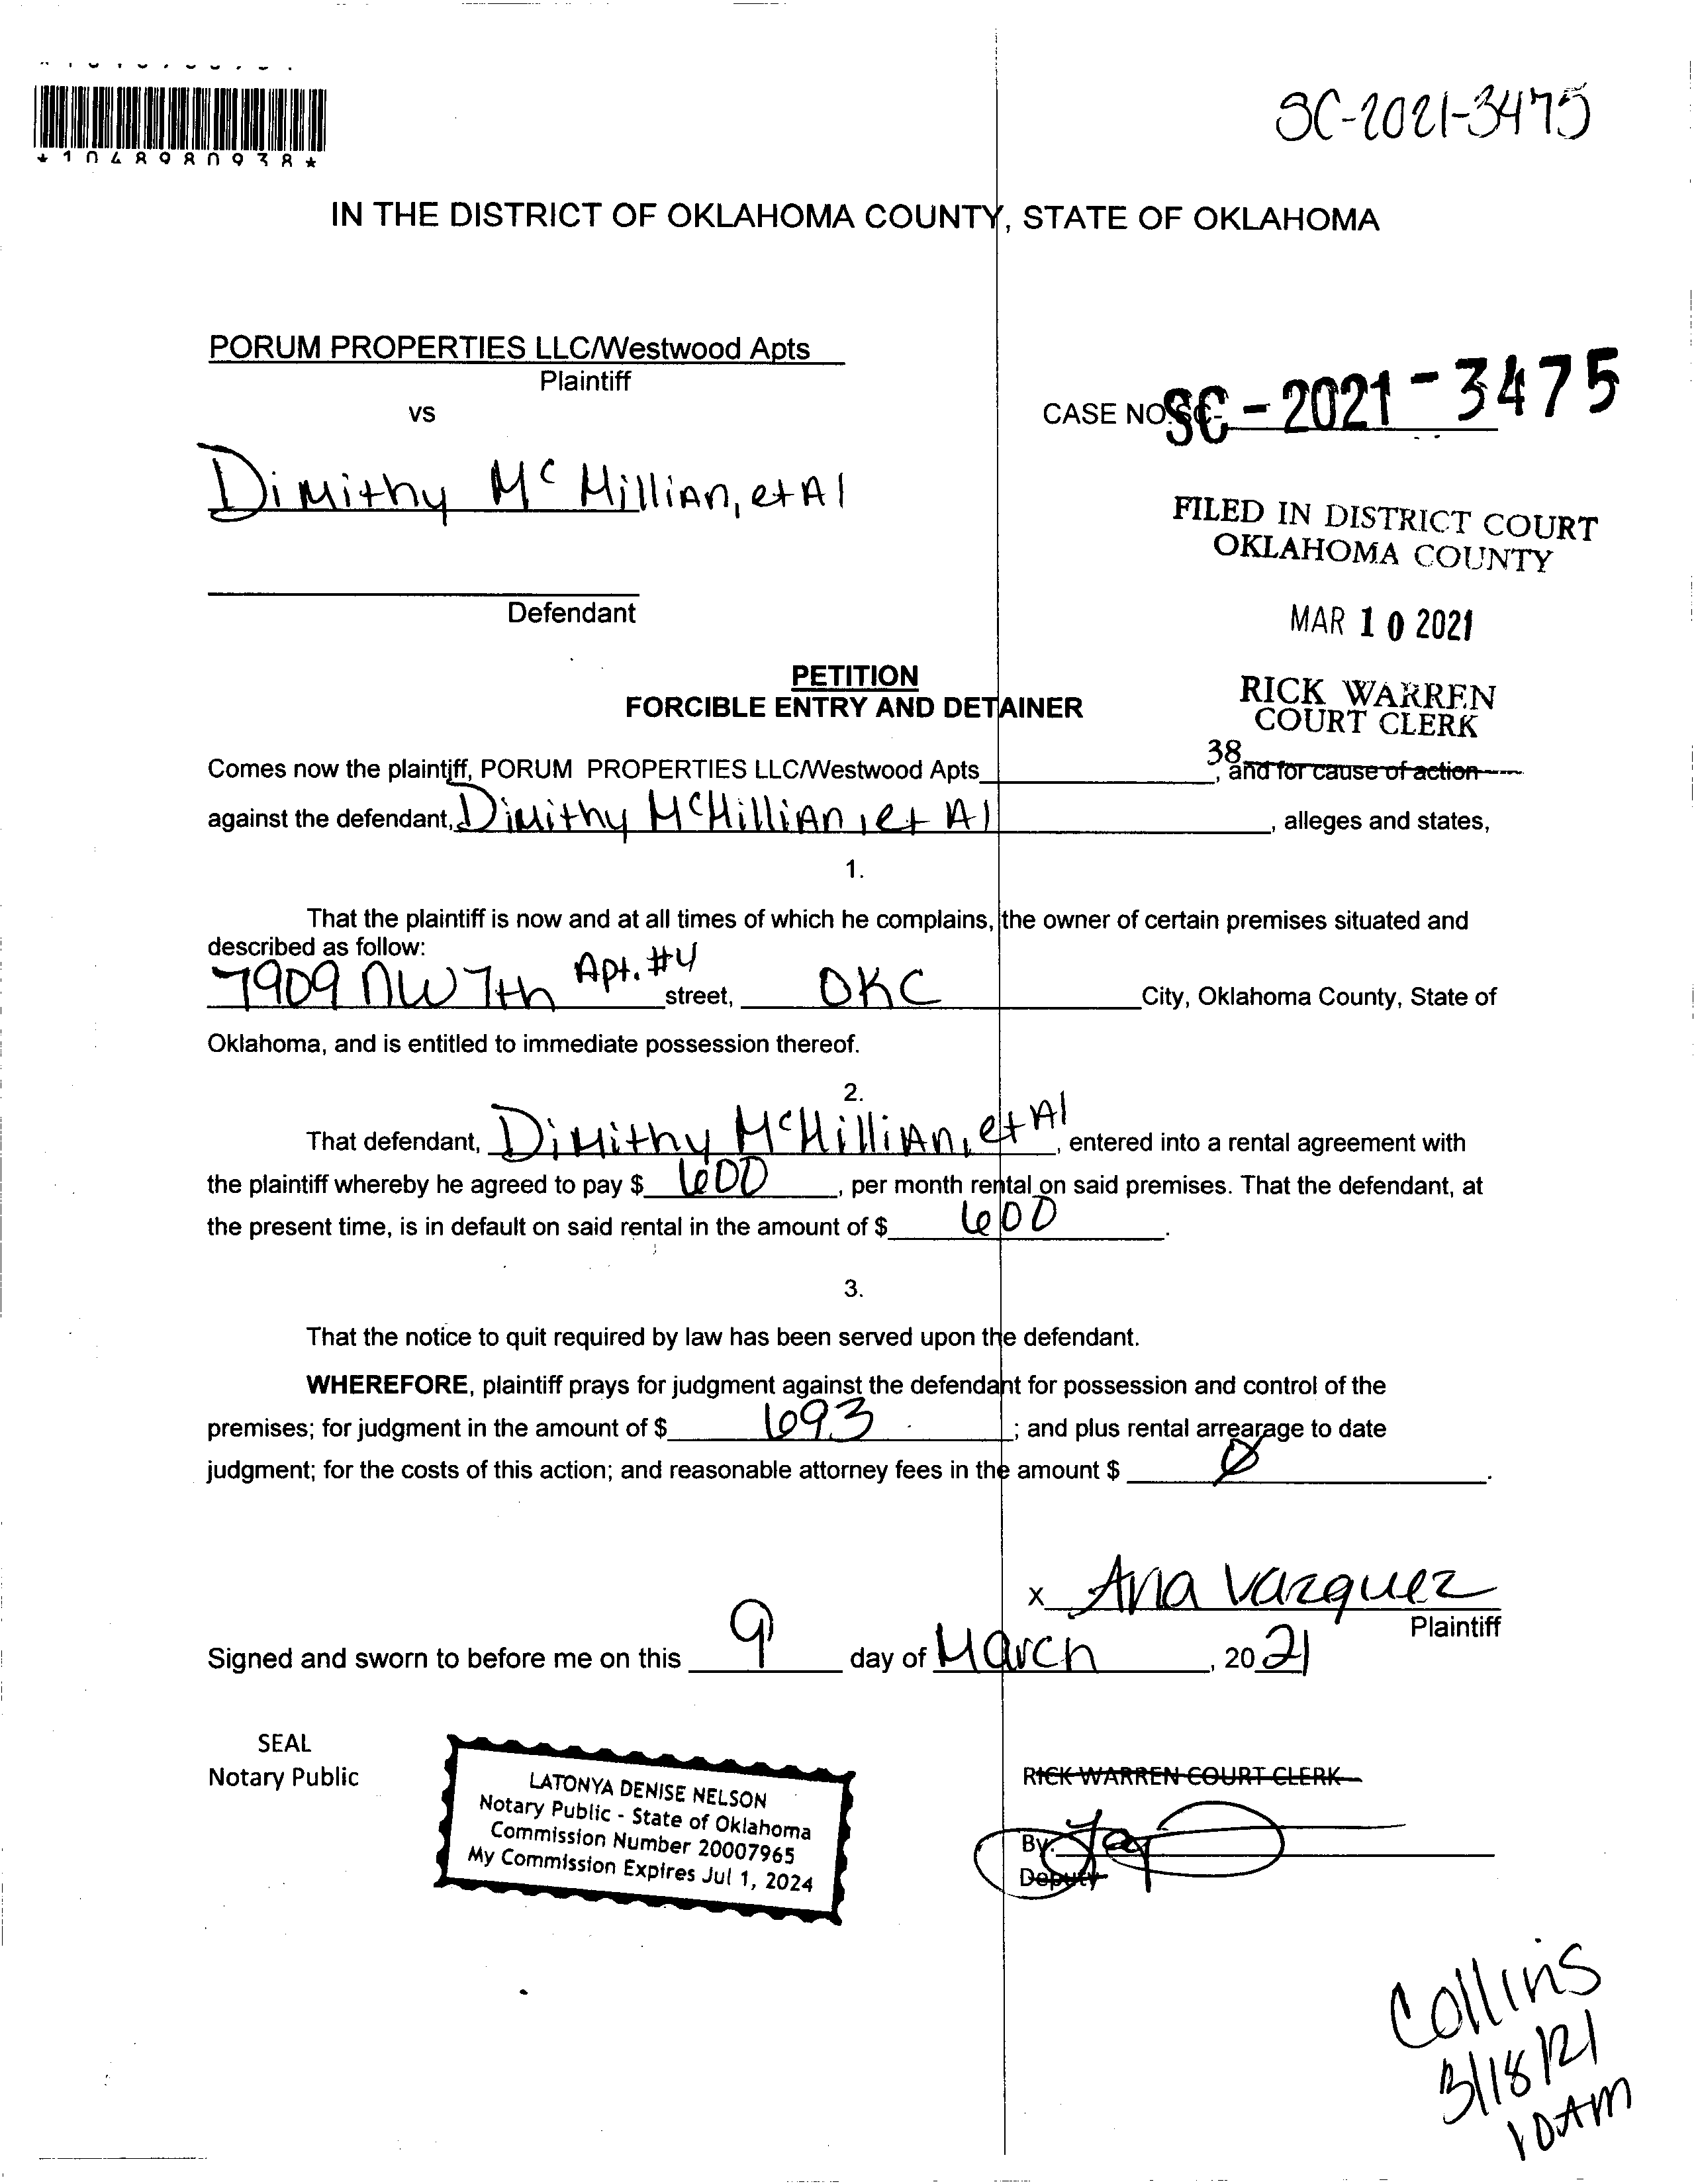 SC-2021-3475
*1048980938*
IN THE DISTRICT OF OKLAHOMA COUNTY, STATE OF OKLAHOMA
PORUM PROPERTIES LLC/Westwood Apts
Plaintiff
vs
CASE NO. SC-2021-3475
Dimithy McMillian, et Al
FILED IN DISTRICT COURT
OKLAHOMA COUNTY
Defendant
MAR 10 2021
PETITION
FORCIBLE ENTRY AND DETAINER
RICK WARREN
COURT CLERK
38
Comes now the plaintiff, PORUM PROPERTIES LLC/Westwood Apts, and for cause of action
against the defendant, Dimithy McMillian, et Al, alleges and states,
1.
That the plaintiff is now and at all times of which he complains, the owner of certain premises situated and
described as follow:
7909 NW 7th Apt. #4 street, OKC City, Oklahoma County, State of
Oklahoma, and is entitled to immediate possession thereof.
2.
That defendant, Dimithy McMillian, et Al, entered into a rental agreement with
the plaintiff whereby he agreed to pay $ 600, per month rental on said premises. That the defendant, at
the present time, is in default on said rental in the amount of $ 600.
3.
That the notice to quit required by law has been served upon the defendant.
WHEREFORE, plaintiff prays for judgment against the defendant for possession and control of the
premises; for judgment in the amount of $ 693; and plus rental arrearage to date
judgment; for the costs of this action; and reasonable attorney fees in the amount $ Ø.
x Ana Vazquez
Plaintiff
Signed and sworn to before me on this 9 day of March, 2021
SEAL
Notary Public
LATONYA DENISE NELSON
Notary Public - State of Oklahoma
Commission Number 20007965
My Commission Expires Jul 1, 2024
RICK WARREN COURT CLERK
By:
Deputy
Collins
3/18/21
10AM